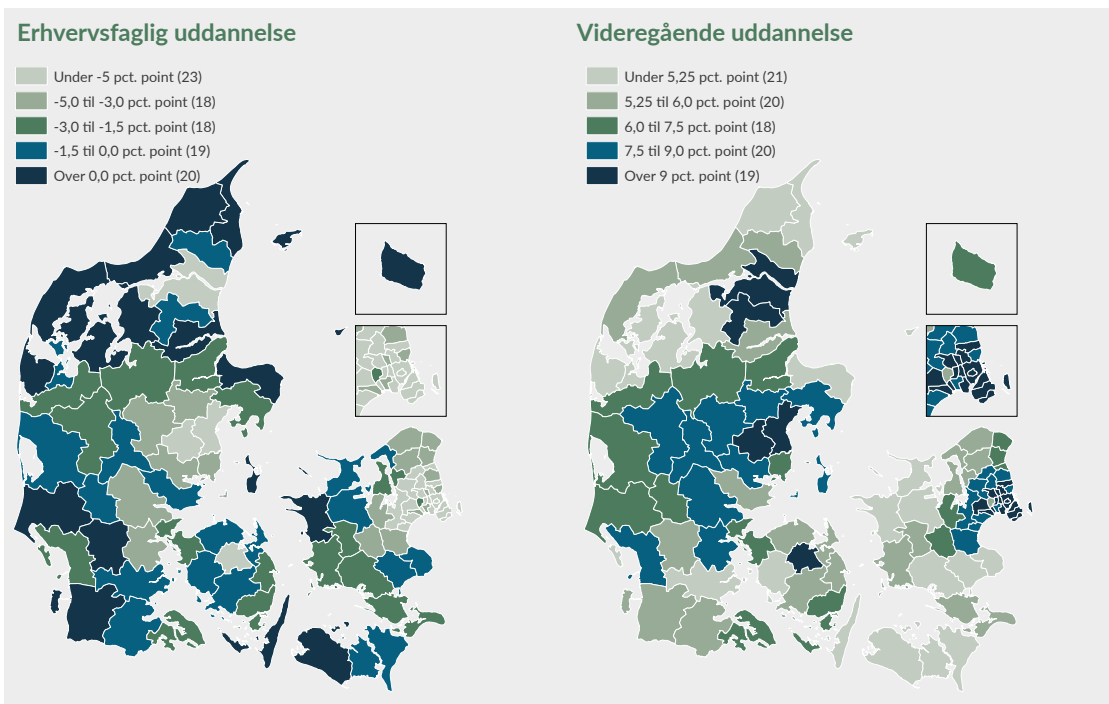 Erhvervsfaglig uddannelse
Under -5 pct. point (23)
-5,0 til -3,0 pct. point (18)
-3,0 til -1,5 pct. point (18)
-1,5 til 0,0 pct. point (19)
Over 0,0 pct. point (20)
Videregående uddannelse
Under 5,25 pct. point (21)
5,25 til 6,0 pct. point (20)
6,0 til 7,5 pct. point (18)
7,5 til 9,0 pct. point (20)
Over 9 pct. point (19)